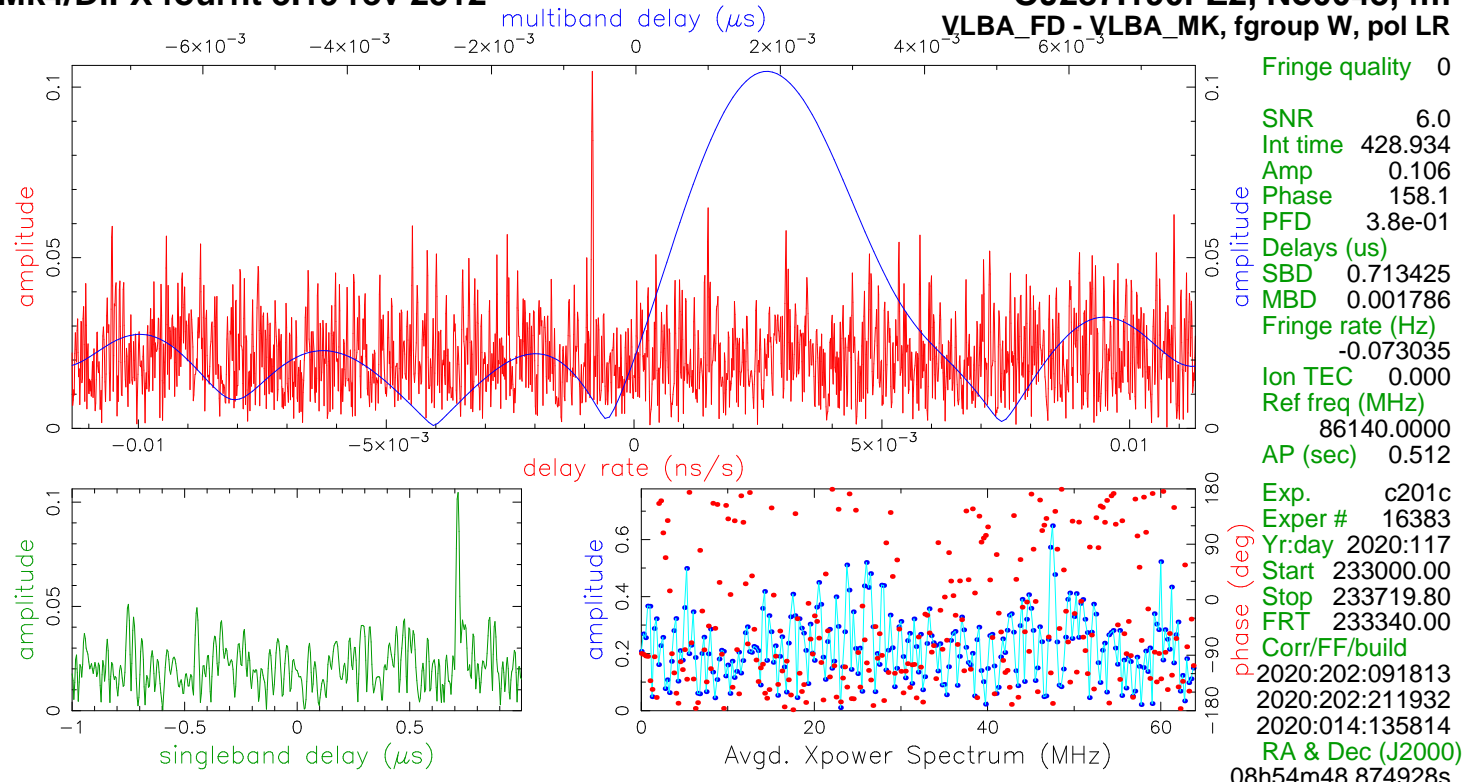 multiband delay (μs)
VLBA_FD - VLBA_MK, fgroup W, pol LR
−6×10⁻³ −4×10⁻³ −2×10⁻³ 0 2×10⁻³ 4×10⁻³ 6×10⁻³
Fringe quality 0
SNR 6.0
Int time 428.934
Amp 0.106
Phase 158.1
PFD 3.8e-01
Delays (us)
SBD 0.713425
MBD 0.001786
Fringe rate (Hz)
-0.073035
Ion TEC 0.000
Ref freq (MHz)
86140.0000
AP (sec) 0.512
Exp. c201c
Exper # 16383
Yr:day 2020:117
Start 233000.00
Stop 233719.80
FRT 233340.00
Corr/FF/build
2020:202:091813
2020:202:211932
2020:014:135814
RA & Dec (J2000)
08h54m48.874928s
amplitude
0 0.05 0.1
amplitude
0 0.05 0.1
−0.01 −5×10⁻³ 0 5×10⁻³ 0.01
delay rate (ns/s)
amplitude
0 0.05 0.1
−1 −0.5 0 0.5
singleband delay (μs)
amplitude
0 0.2 0.4 0.6
phase (deg)
−180 −90 0 90 180
0 20 40 60
Avgd. Xpower Spectrum (MHz)